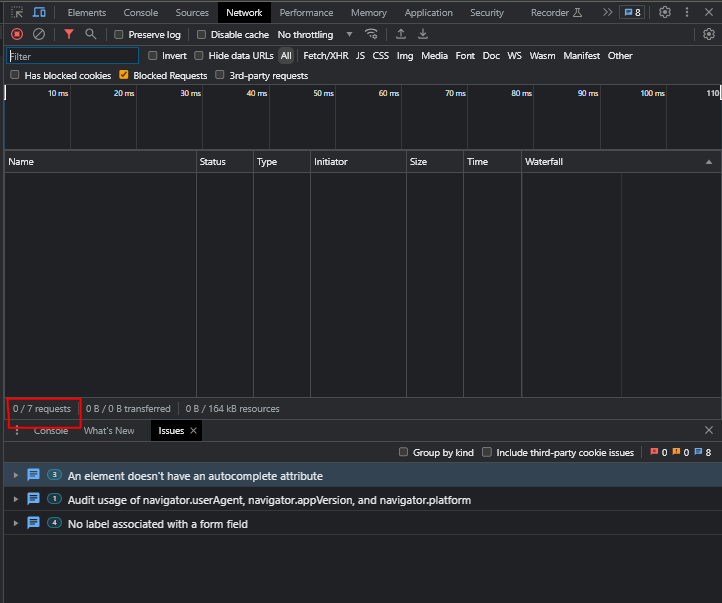 Elements Console Sources Network Performance Memory Application Security Recorder 8
Preserve log Disable cache No throttling
Filter Invert Hide data URLs All Fetch/XHR JS CSS Img Media Font Doc WS Wasm Manifest Other
Has blocked cookies Blocked Requests 3rd-party requests
10 ms 20 ms 30 ms 40 ms 50 ms 60 ms 70 ms 80 ms 90 ms 100 ms 110
Name Status Type Initiator Size Time Waterfall
0 / 7 requests 0 B / 0 B transferred 0 B / 164 kB resources
Console What's New Issues
Group by kind Include third-party cookie issues 0 0 8
3 An element doesn't have an autocomplete attribute
1 Audit usage of navigator.userAgent, navigator.appVersion, and navigator.platform
4 No label associated with a form field